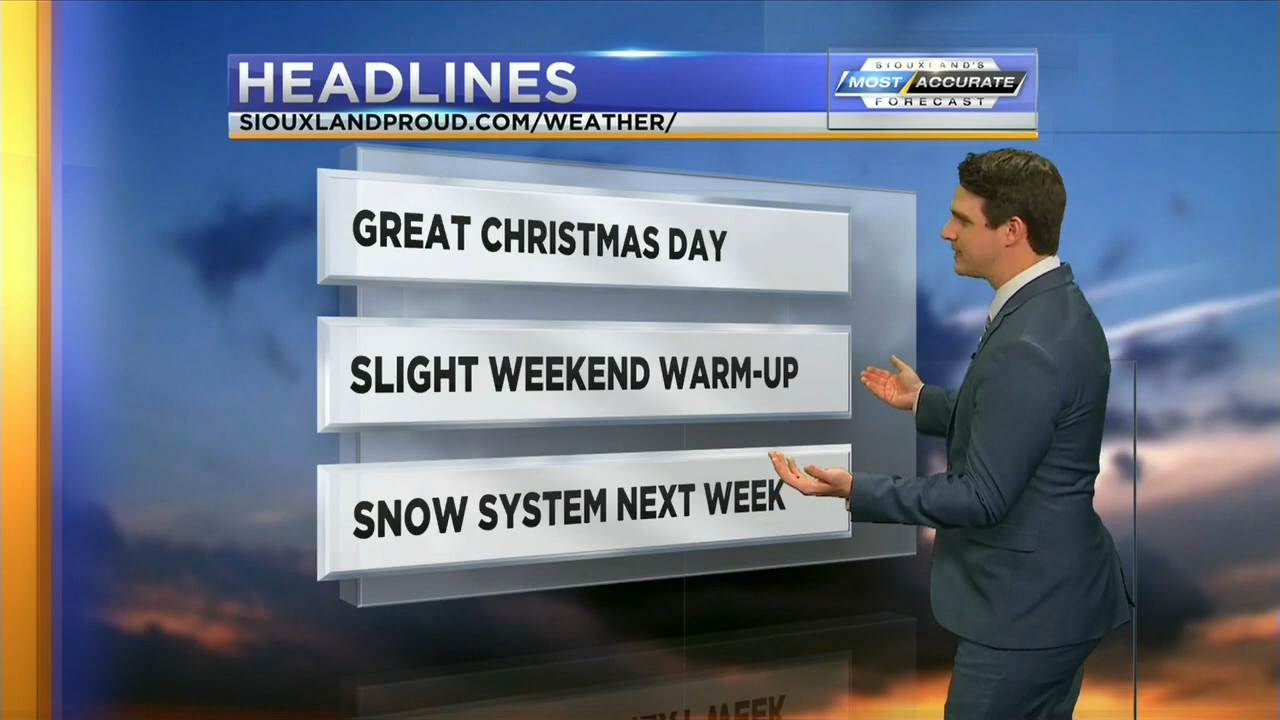 HEADLINES
SIOUXLANDPROUD.COM/WEATHER/
SIOUXLAND'S
MOST ACCURATE
FORECAST
GREAT CHRISTMAS DAY
SLIGHT WEEKEND WARM-UP
SNOW SYSTEM NEXT WEEK